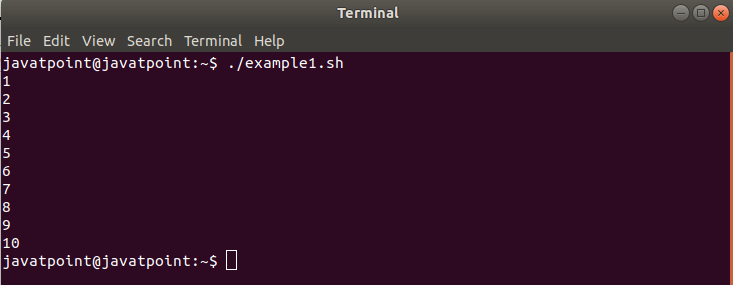 Terminal
File Edit View Search Terminal Help
javatpoint@javatpoint:~$ ./example1.sh
1
2
3
4
5
6
7
8
9
10
javatpoint@javatpoint:~$